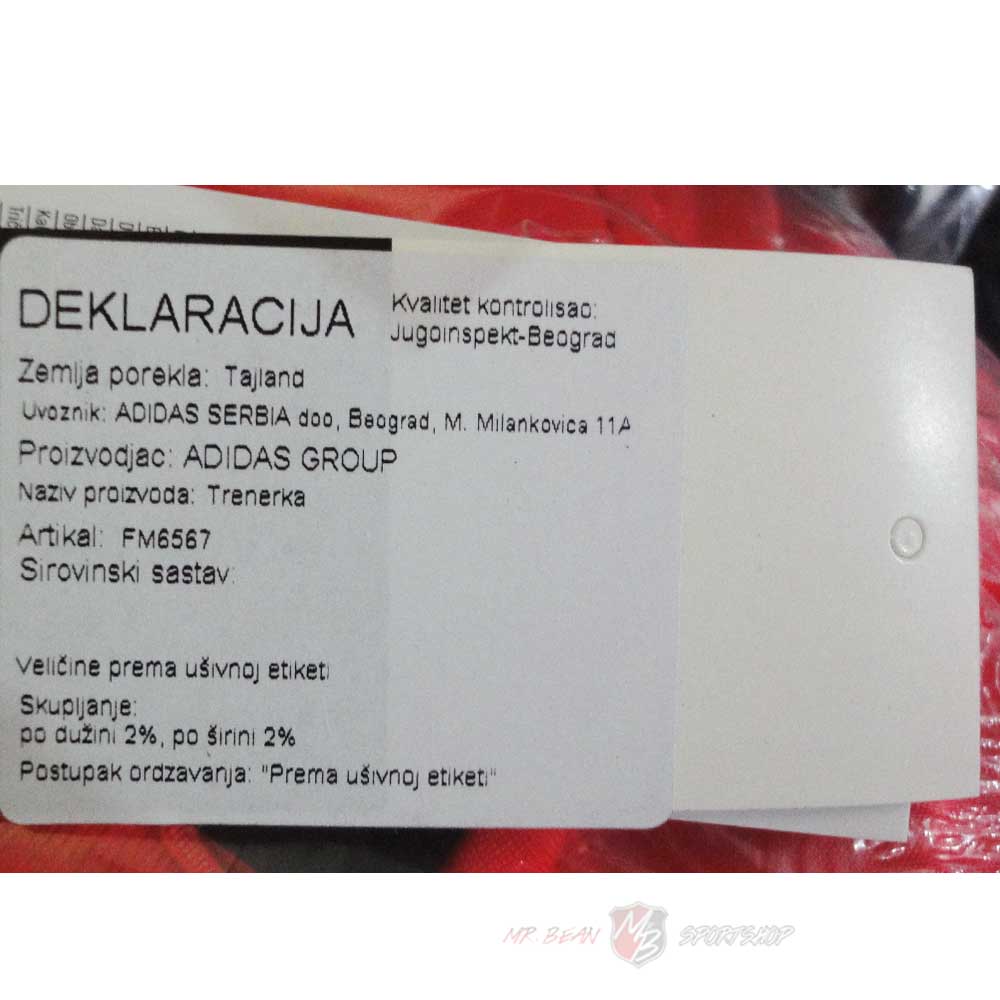 DEKLARACIJA
Kvalitet kontrolisao:
Jugoinspekt-Beograd
Zemlja porekla: Tajland
Uvoznik: ADIDAS SERBIA doo, Beograd, M. Milankovica 11A
Proizvodjac: ADIDAS GROUP
Naziv proizvoda: Trenerka
Artikal: FM6567
Sirovinski sastav:
Veličine prema ušivnoj etiketi
Skupljanje:
po dužini 2%, po širini 2%
Postupak ordzavanja: "Prema ušivnoj etiketi"
MR. BEAN MB SPORTSHOP